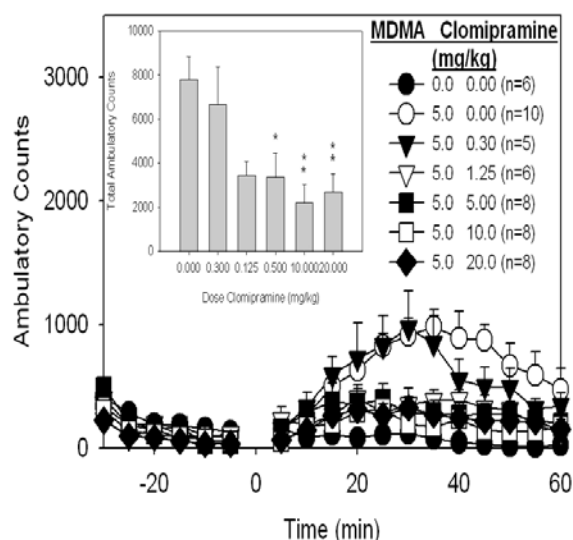 MDMA Clomipramine
(mg/kg)
0.0 0.00 (n=6)
5.0 0.00 (n=10)
5.0 0.30 (n=5)
5.0 1.25 (n=6)
5.0 5.00 (n=8)
5.0 10.0 (n=8)
5.0 20.0 (n=8)
Total Ambulatory Counts
10000
8000
6000
4000
2000
0
*
* *
* *
0.000 0.300 0.125 0.500 10.000 20.000
Dose Clomipramine (mg/kg)
Ambulatory Counts
3000
2000
1000
0
-20 0 20 40 60
Time (min)